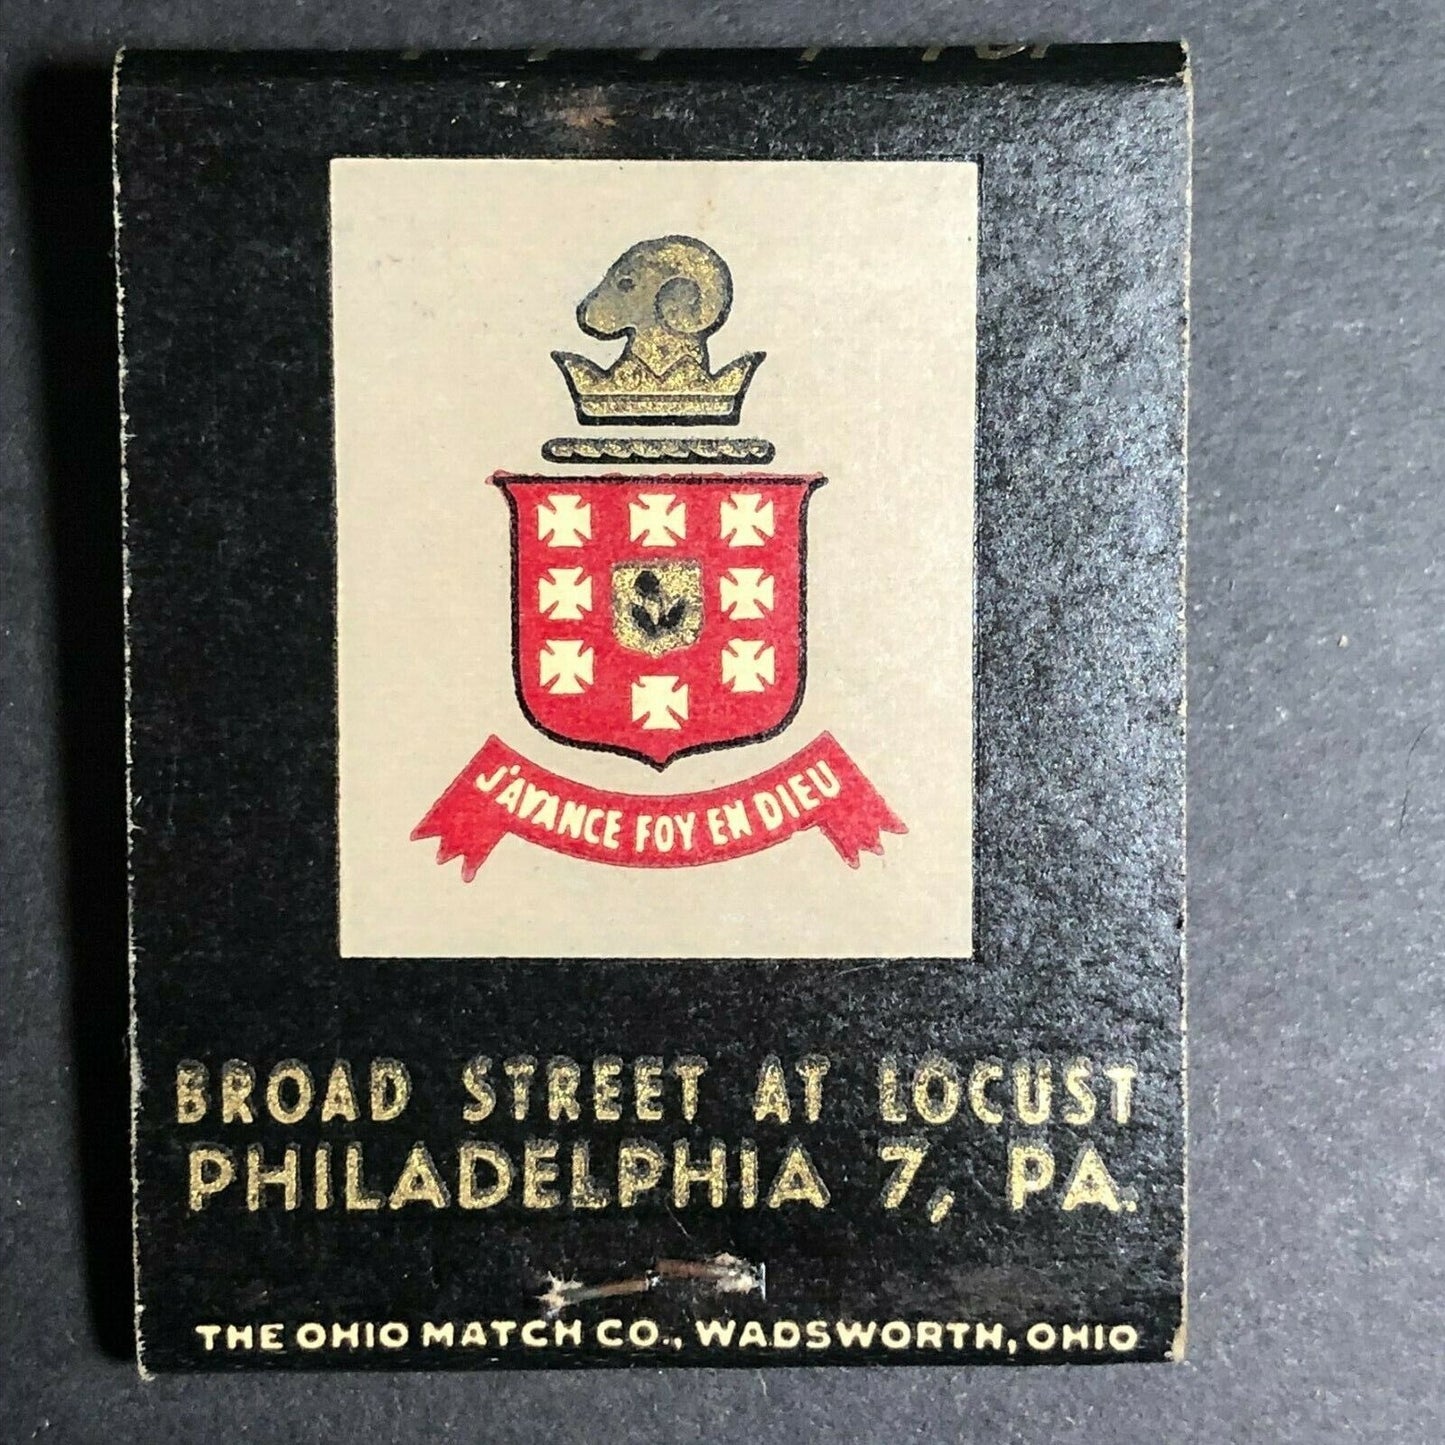 J'AVANCE FOY EN DIEU
BROAD STREET AT LOCUST
PHILADELPHIA 7, PA.
THE OHIO MATCH CO., WADSWORTH, OHIO